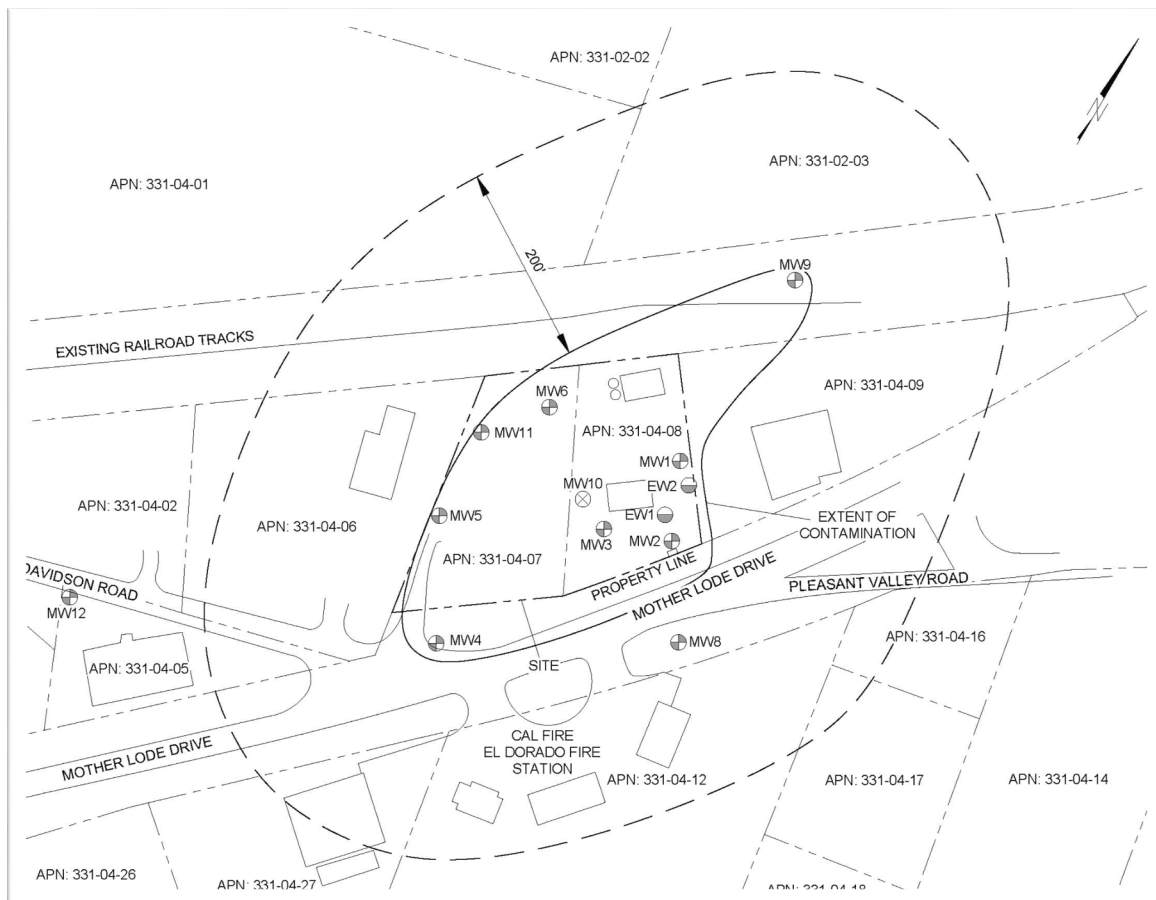 APN: 331-02-02
N
APN: 331-04-01
APN: 331-02-03
200'
MW9
EXISTING RAILROAD TRACKS
APN: 331-04-09
MW6
MW11
APN: 331-04-08
MW1
EW2
MW10
APN: 331-04-02
APN: 331-04-06
MW5
EW1
MW3
MW2
EXTENT OF
CONTAMINATION
APN: 331-04-07
PROPERTY LINE
MOTHER LODE DRIVE
PLEASANT VALLEY ROAD
DAVIDSON ROAD
MW12
MW4
MW8
APN: 331-04-16
APN: 331-04-05
SITE
MOTHER LODE DRIVE
CAL FIRE
EL DORADO FIRE
STATION
APN: 331-04-12
APN: 331-04-17
APN: 331-04-14
APN: 331-04-26
APN: 331-04-27
APN: 331-04-18